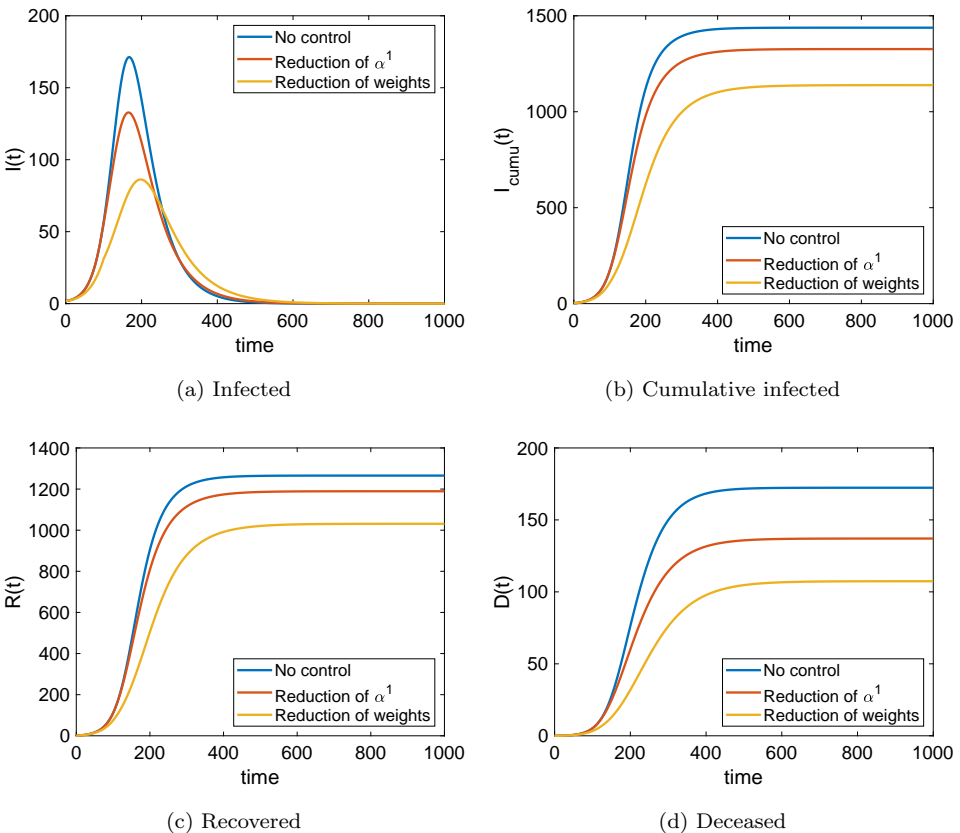 200
150
100
50
0
I(t)
0 200 400 600 800 1000
time
No control
Reduction of α¹
Reduction of weights
(a) Infected
1500
1000
500
0
I_cumu(t)
0 200 400 600 800 1000
time
No control
Reduction of α¹
Reduction of weights
(b) Cumulative infected
1400
1200
1000
800
600
400
200
0
R(t)
0 200 400 600 800 1000
time
No control
Reduction of α¹
Reduction of weights
(c) Recovered
200
150
100
50
0
D(t)
0 200 400 600 800 1000
time
No control
Reduction of α¹
Reduction of weights
(d) Deceased